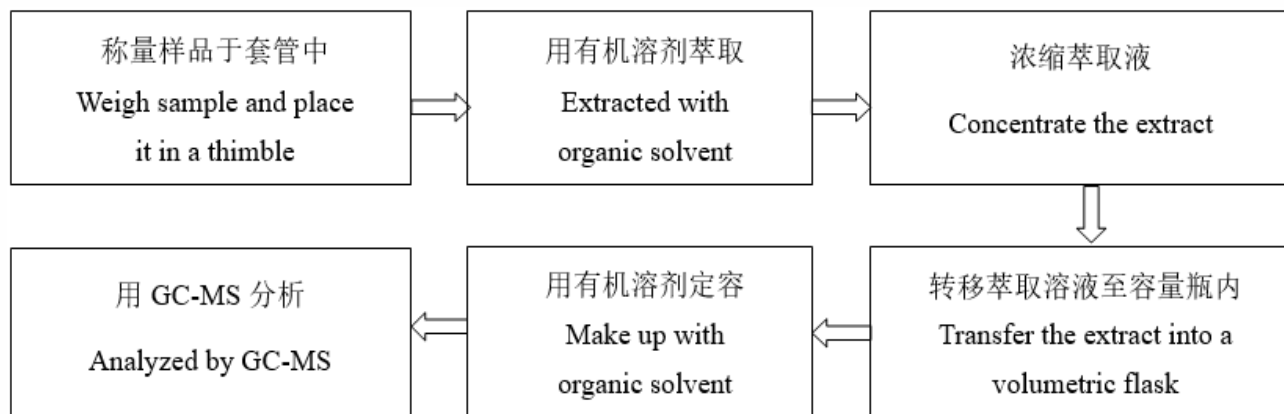 称量样品于套管中
Weigh sample and place
it in a thimble
用有机溶剂萃取
Extracted with
organic solvent
浓缩萃取液
Concentrate the extract
转移萃取溶液至容量瓶内
Transfer the extract into a
volumetric flask
用有机溶剂定容
Make up with
organic solvent
用 GC-MS 分析
Analyzed by GC-MS